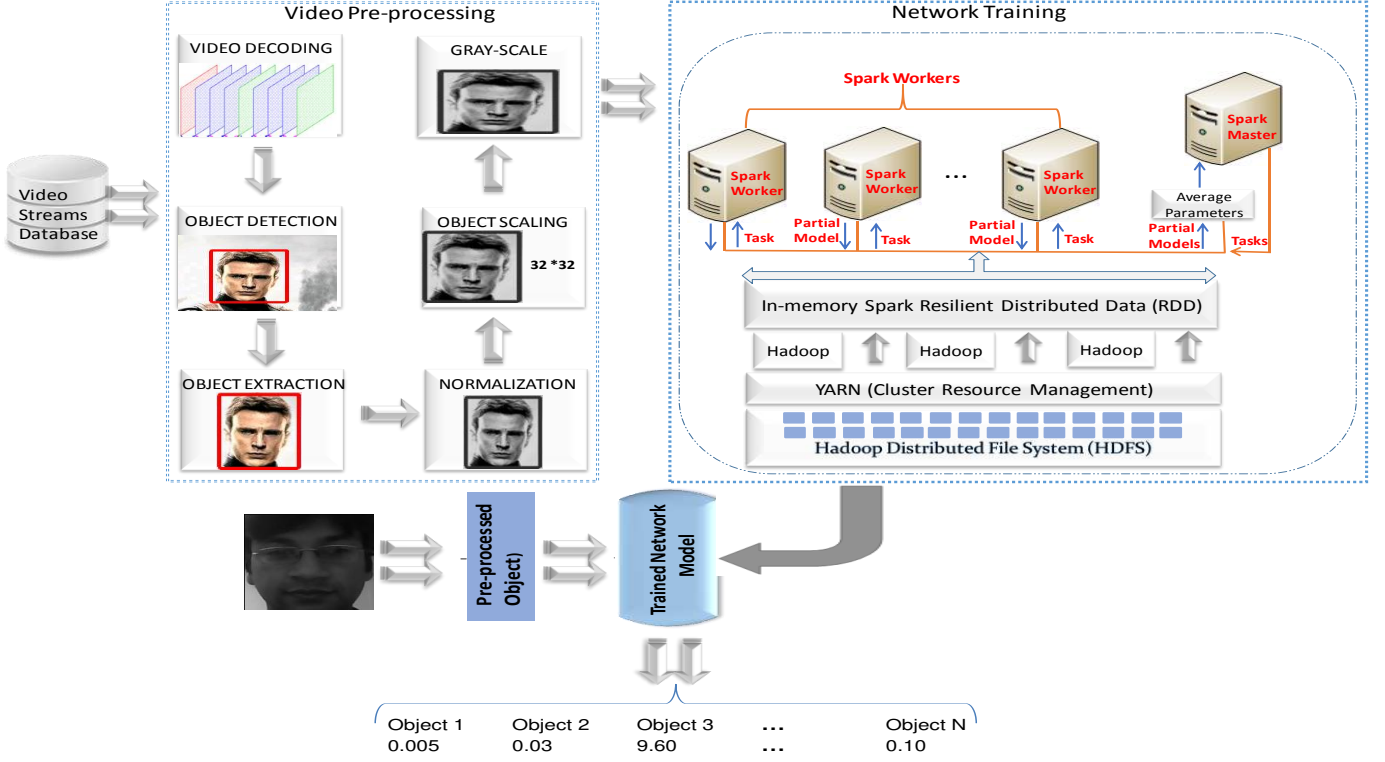 Video Pre-processing
Network Training
VIDEO DECODING
GRAY-SCALE
Video
Streams
Database
OBJECT DETECTION
OBJECT SCALING
32 *32
OBJECT EXTRACTION
NORMALIZATION
Spark Workers
Spark
Worker
Spark
Worker
...
Spark
Worker
Spark
Master
Average
Parameters
Task
Partial
Model
Task
Partial
Model
Task
Partial
Models
Tasks
In-memory Spark Resilient Distributed Data (RDD)
Hadoop
Hadoop
Hadoop
YARN (Cluster Resource Management)
Hadoop Distributed File System (HDFS)
Pre-processed
Object)
Trained Network
Model
Object 1 Object 2 Object 3 ... Object N
0.005 0.03 9.60 ... 0.10